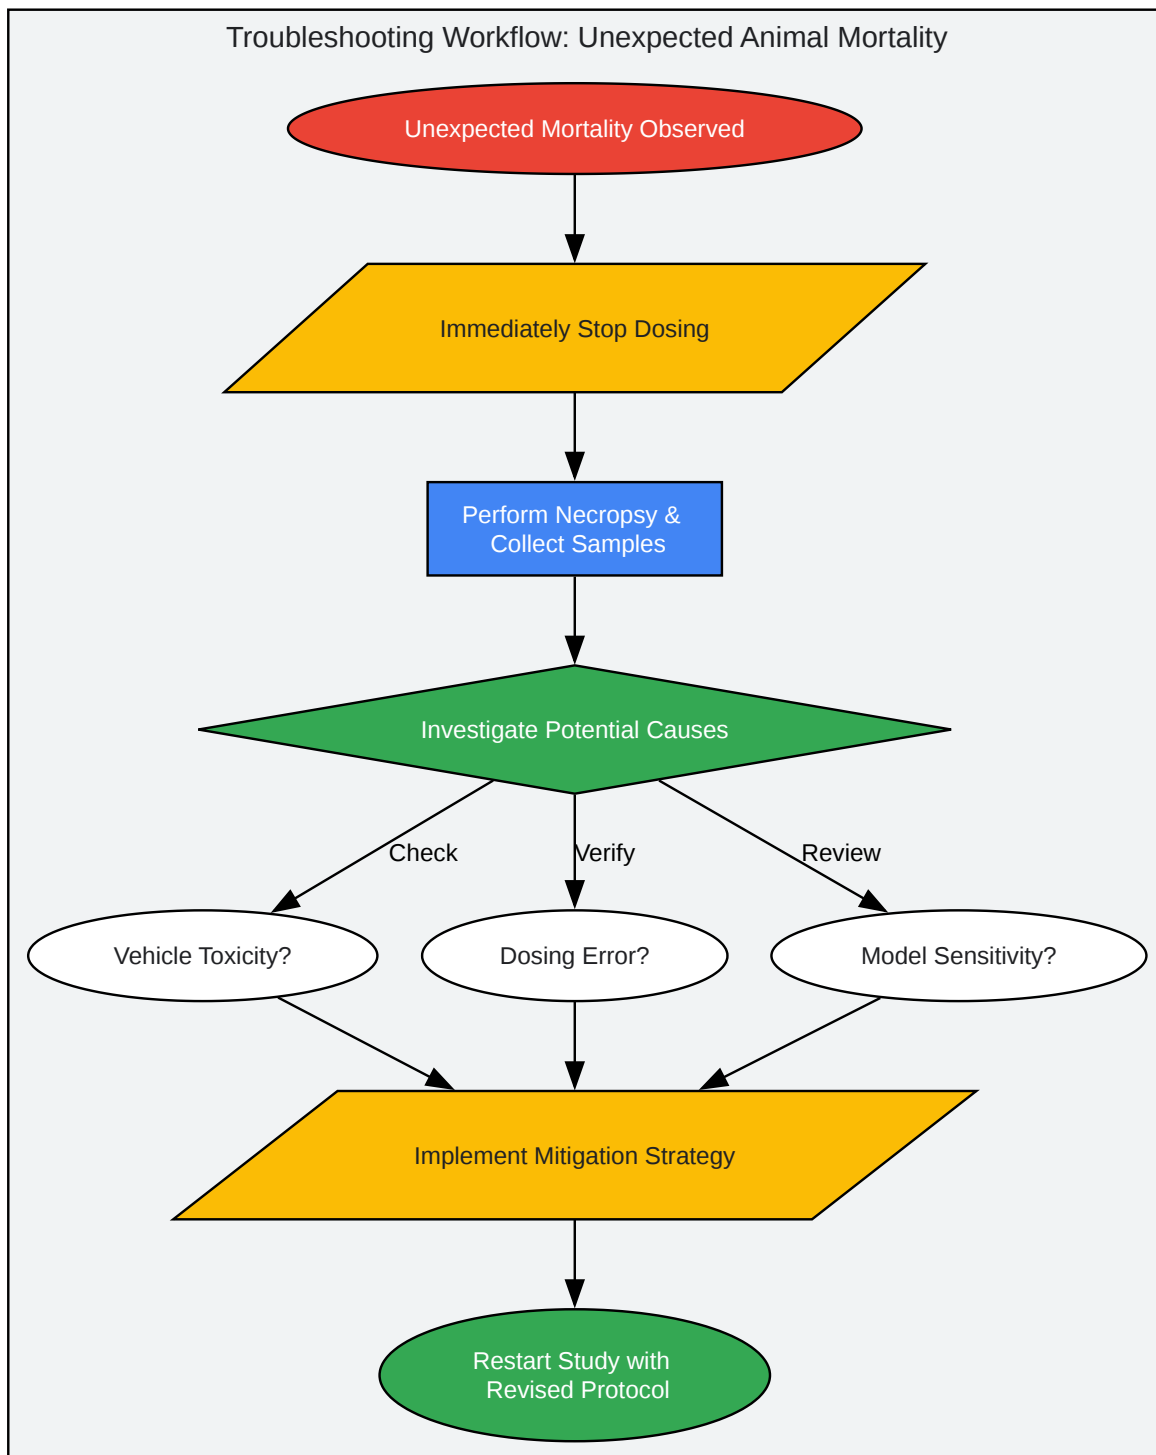 Troubleshooting Workflow: Unexpected Animal Mortality
Unexpected Mortality Observed
Immediately Stop Dosing
Perform Necropsy &
Collect Samples
Investigate Potential Causes
Check
Verify
Review
Vehicle Toxicity?
Dosing Error?
Model Sensitivity?
Implement Mitigation Strategy
Restart Study with
Revised Protocol